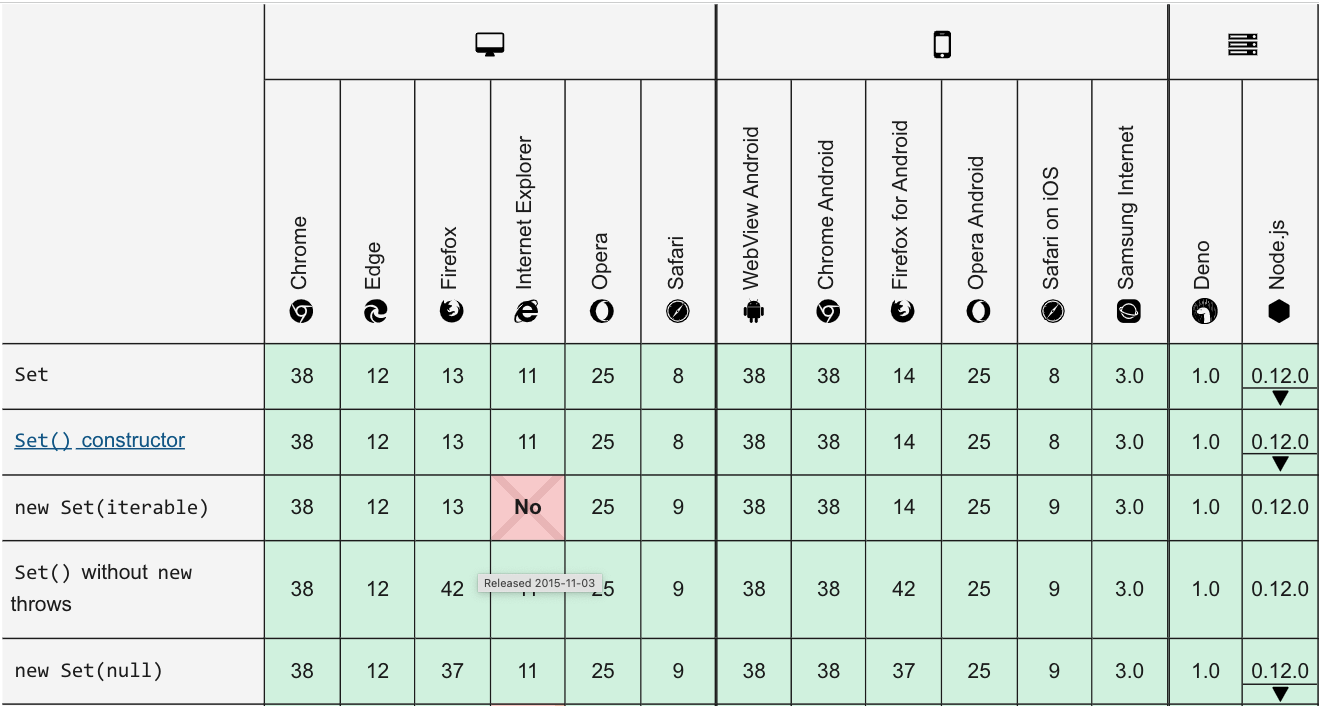 Chrome Edge Firefox Internet Explorer Opera Safari WebView Android Chrome Android Firefox for Android Opera Android Safari on iOS Samsung Internet Deno Node.js
Set 38 12 13 11 25 8 38 38 14 25 8 3.0 1.0 0.12.0
Set() constructor 38 12 13 11 25 8 38 38 14 25 8 3.0 1.0 0.12.0
new Set(iterable) 38 12 13 No 25 9 38 38 14 25 9 3.0 1.0 0.12.0
Released 2015-11-03
Set() without new
throws
38 12 42 11 25 9 38 38 42 25 9 3.0 1.0 0.12.0
new Set(null) 38 12 37 11 25 9 38 38 37 25 9 3.0 1.0 0.12.0